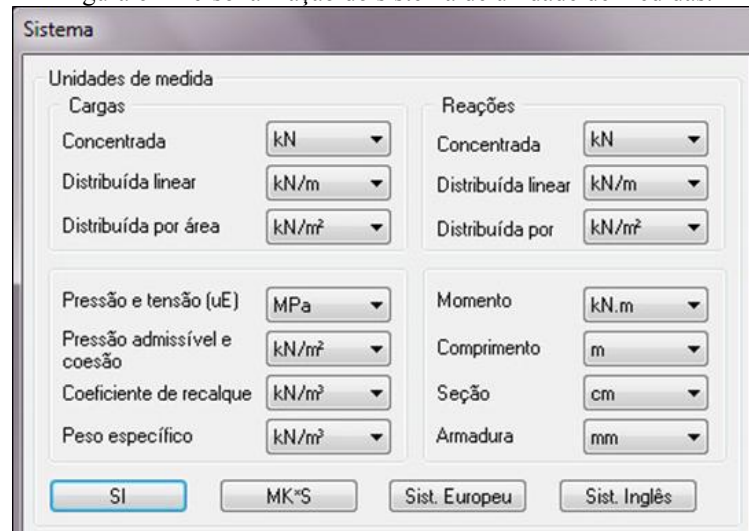 Sistema
Unidades de medida
Cargas
Concentrada kN
Distribuída linear kN/m
Distribuída por área kN/m²
Reações
Concentrada kN
Distribuída linear kN/m
Distribuída por kN/m²
Pressão e tensão (uE) MPa
Pressão admissível e
coesão kN/m²
Coeficiente de recalque kN/m³
Peso específico kN/m³
Momento kN.m
Comprimento m
Seção cm
Armadura mm
SI MK*S Sist. Europeu Sist. Inglês